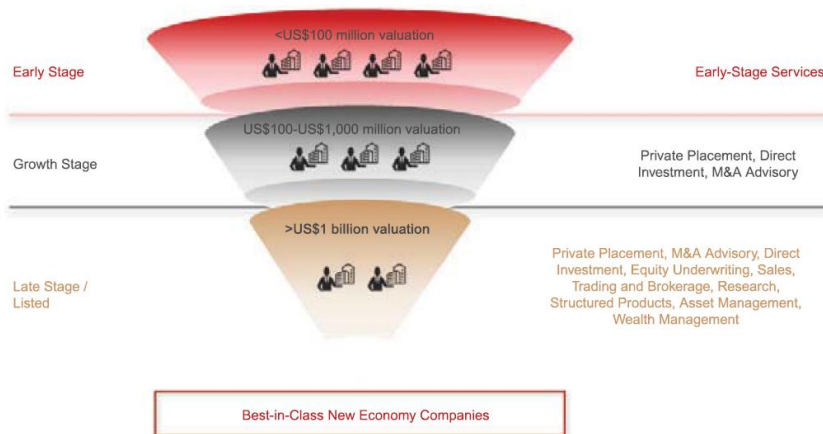 <US$100 million valuation
Early Stage
Early-Stage Services
US$100-US$1,000 million valuation
Growth Stage
Private Placement, Direct
Investment, M&A Advisory
>US$1 billion valuation
Late Stage /
Listed
Private Placement, M&A Advisory, Direct
Investment, Equity Underwriting, Sales,
Trading and Brokerage, Research,
Structured Products, Asset Management,
Wealth Management
Best-in-Class New Economy Companies